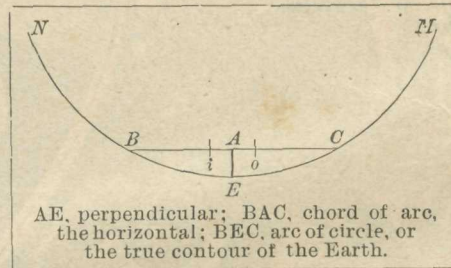 N M
B A C
i o
E
AE, perpendicular; BAC, chord of arc,
the horizontal; BEC, arc of circle, or
the true contour of the Earth.